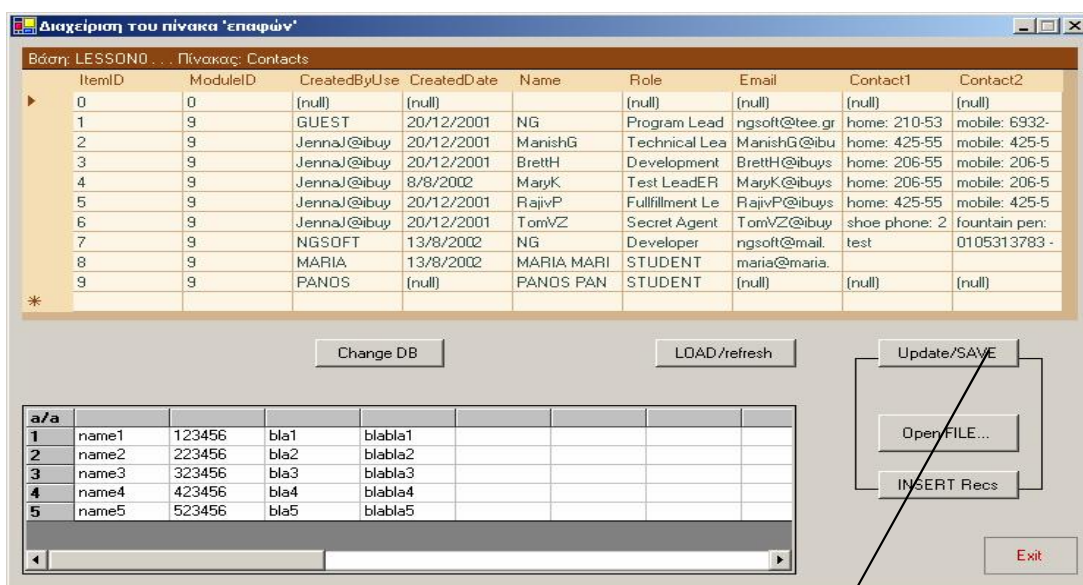 Διαχείριση του πίνακα 'επαφών'
Βάση: LESSON0 . . . Πίνακας: Contacts
ItemID ModuleID CreatedByUse CreatedDate Name Role Email Contact1 Contact2
0 0 (null) (null) (null) (null) (null) (null)
1 9 GUEST 20/12/2001 NG Program Lead ngsoft@tee.gr home: 210-53 mobile: 6932-
2 9 JennaJ@ibuy 20/12/2001 ManishG Technical Lea ManishG@ibu home: 425-55 mobile: 425-5
3 9 JennaJ@ibuy 20/12/2001 BrettH Development BrettH@ibuys home: 206-55 mobile: 206-5
4 9 JennaJ@ibuy 8/8/2002 MaryK Test LeadER MaryK@ibuys home: 206-55 mobile: 206-5
5 9 JennaJ@ibuy 20/12/2001 RajivP Fullfillment Le RajivP@ibuys home: 425-55 mobile: 425-5
6 9 JennaJ@ibuy 20/12/2001 TomVZ Secret Agent TomVZ@ibuy shoe phone: 2 fountain pen:
7 9 NGSOFT 13/8/2002 NG Developer ngsoft@mail. test 0105313783 -
8 9 MARIA 13/8/2002 MARIA MARI STUDENT maria@maria.
9 9 PANOS (null) PANOS PAN STUDENT (null) (null) (null)
Change DB LOAD/refresh Update/SAVE
a/a
1 name1 123456 bla1 blabla1
2 name2 223456 bla2 blabla2
3 name3 323456 bla3 blabla3
4 name4 423456 bla4 blabla4
5 name5 523456 bla5 blabla5
Open FILE...
INSERT Recs
Exit